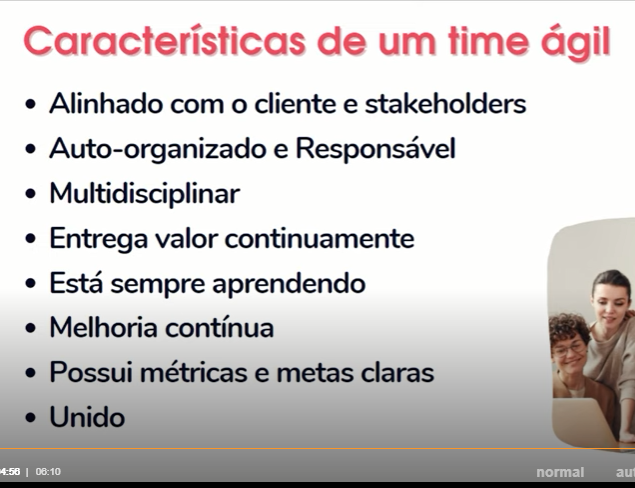 Características de um time ágil
• Alinhado com o cliente e stakeholders
• Auto-organizado e Responsável
• Multidisciplinar
• Entrega valor continuamente
• Está sempre aprendendo
• Melhoria contínua
• Possui métricas e metas claras
• Unido
4:56 | 06:10
normal